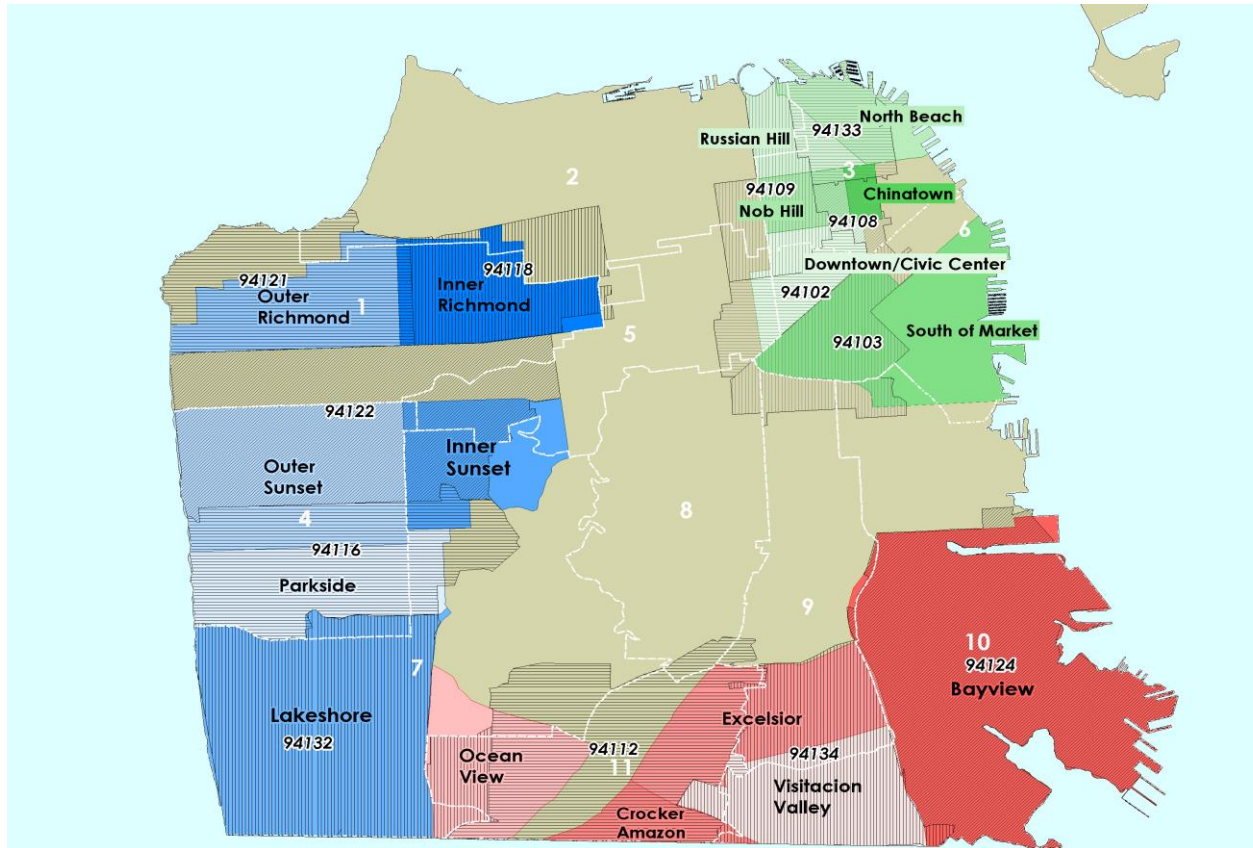 North Beach
94133
Russian Hill
2
3
94109
Chinatown
Nob Hill
94108
6
Downtown/Civic Center
94121
94118
Inner
Richmond
Outer
Richmond
1
94102
5
94103
South of Market
94122
Inner
Sunset
Outer
Sunset
4
8
94116
Parkside
9
10
94124
Bayview
7
Lakeshore
94132
Excelsior
Ocean
View
94112
11
94134
Visitacion
Valley
Crocker
Amazon